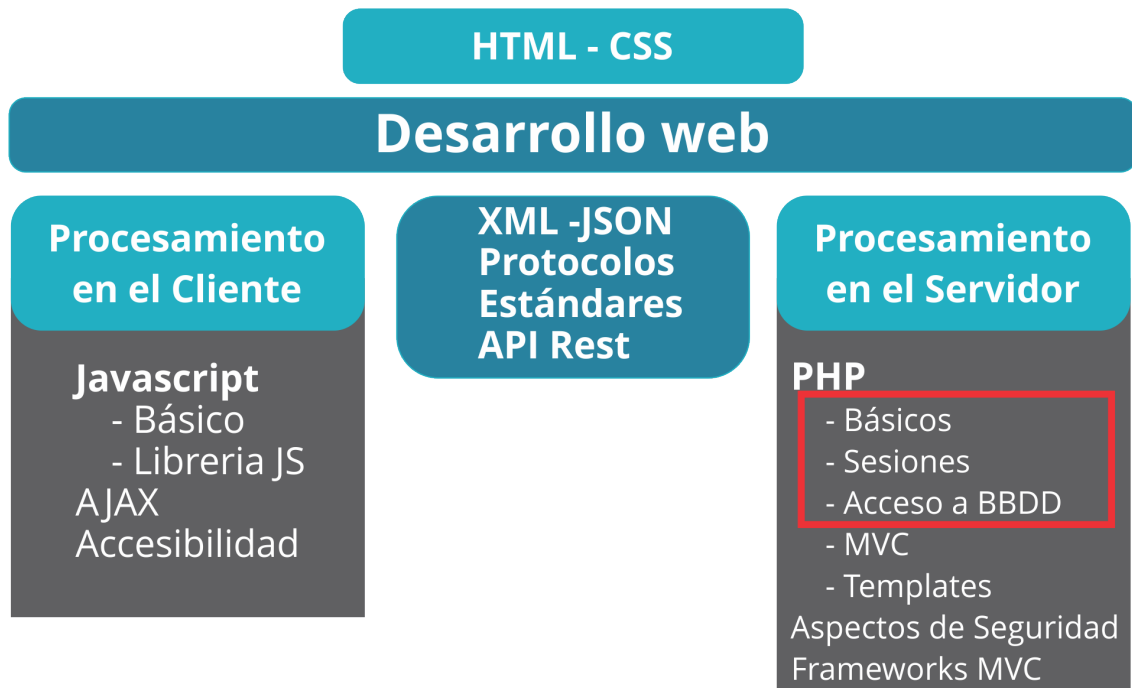 HTML - CSS
Desarrollo web
Procesamiento
en el Cliente
Javascript
- Básico
- Libreria JS
AJAX
Accesibilidad
XML -JSON
Protocolos
Estándares
API Rest
Procesamiento
en el Servidor
PHP
- Básicos
- Sesiones
- Acceso a BBDD
- MVC
- Templates
Aspectos de Seguridad
Frameworks MVC